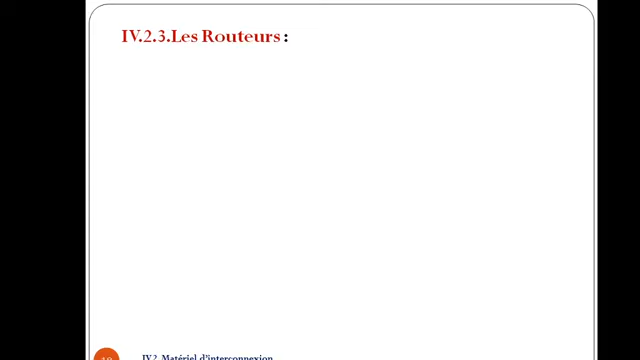 IV.2.3.Les Routeurs :
IV.2. Matériel d'interconnexion